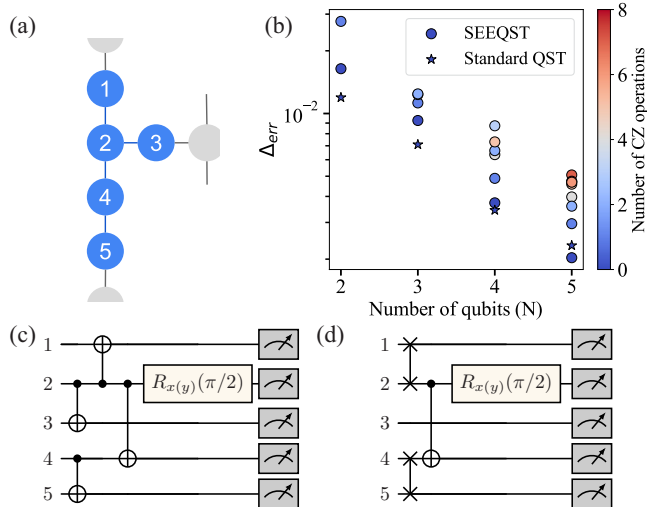 (a)
1
2
3
4
5
(b)
SEEQST
Standard QST
Δ_err
10⁻²
2
3
4
5
Number of qubits (N)
8
6
4
2
0
Number of CZ operations
(c)
1
2
3
4
5
R_{x(y)}(π/2)
(d)
1
2
3
4
5
R_{x(y)}(π/2)